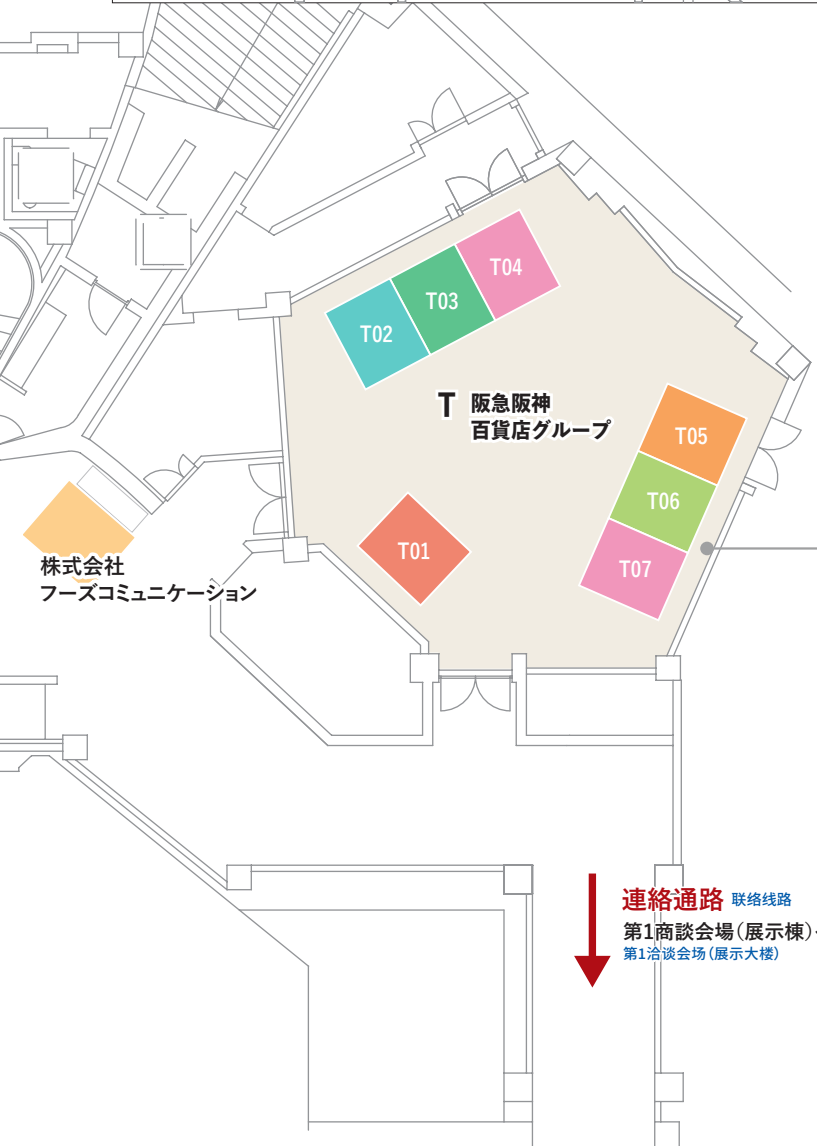 T04
T03
T02
T 阪急阪神
百貨店グループ
T05
T06
T01
T07
株式会社
フーズコミュニケーション
連絡通路 联络线路
第1商談会場（展示棟）
第1洽谈会场（展示大楼）